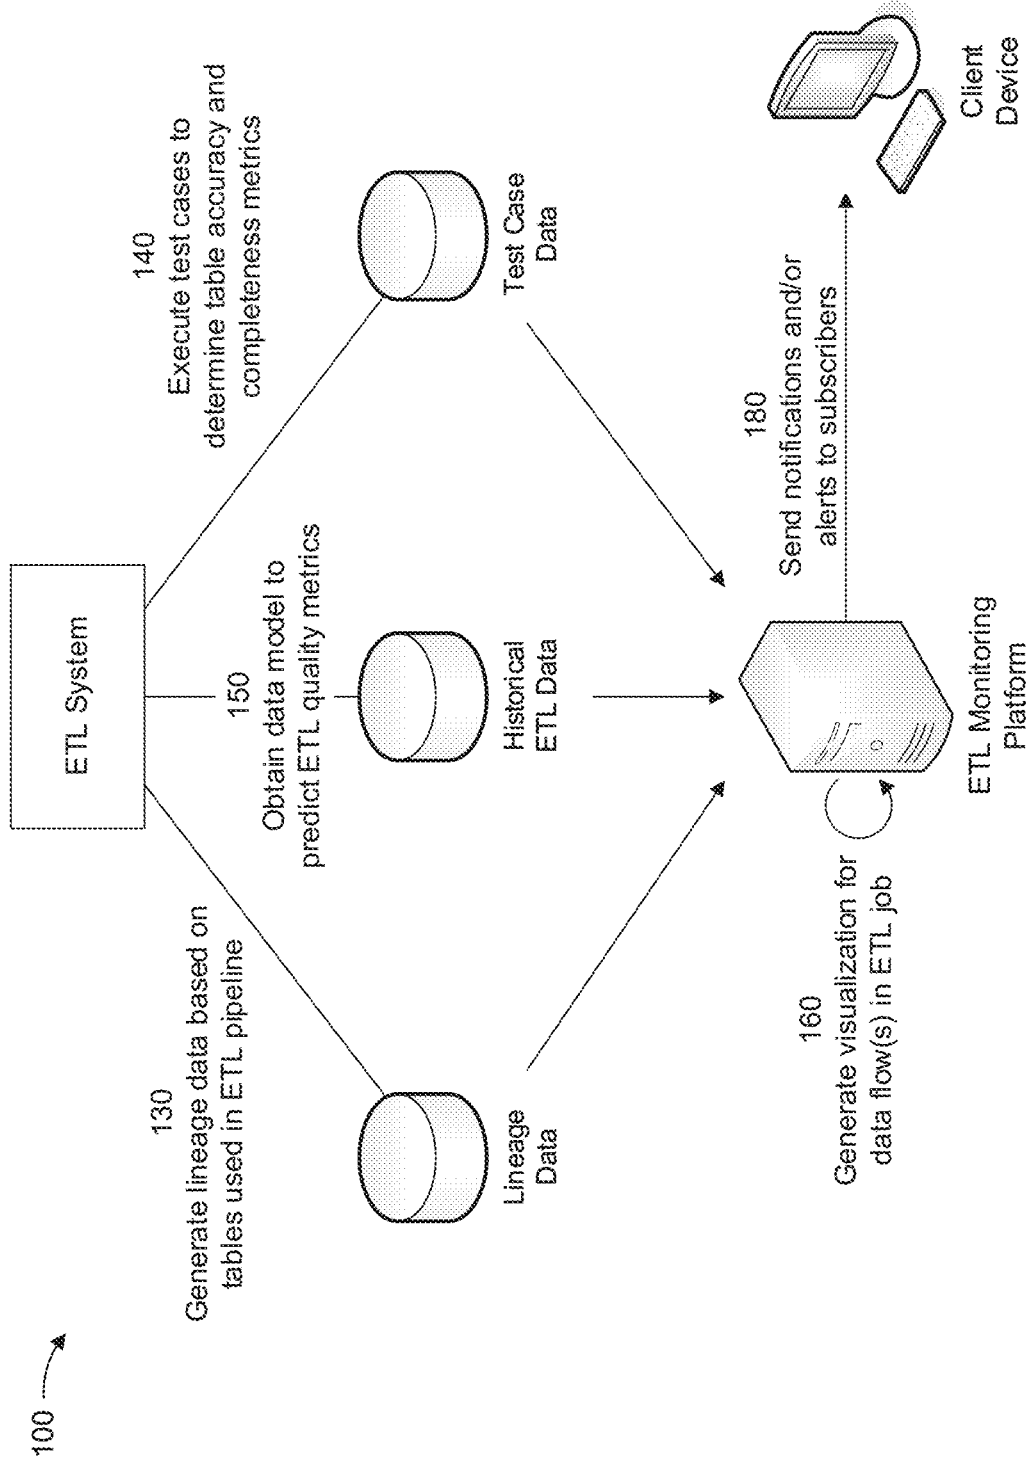 100
ETL System
130
Generate lineage data based on
tables used in ETL pipeline
150
Obtain data model to
predict ETL quality metrics
140
Execute test cases to
determine table accuracy and
completeness metrics
Lineage
Data
Historical
ETL Data
Test Case
Data
160
Generate visualization for
data flow(s) in ETL job
ETL Monitoring
Platform
180
Send notifications and/or
alerts to subscribers
Client
Device